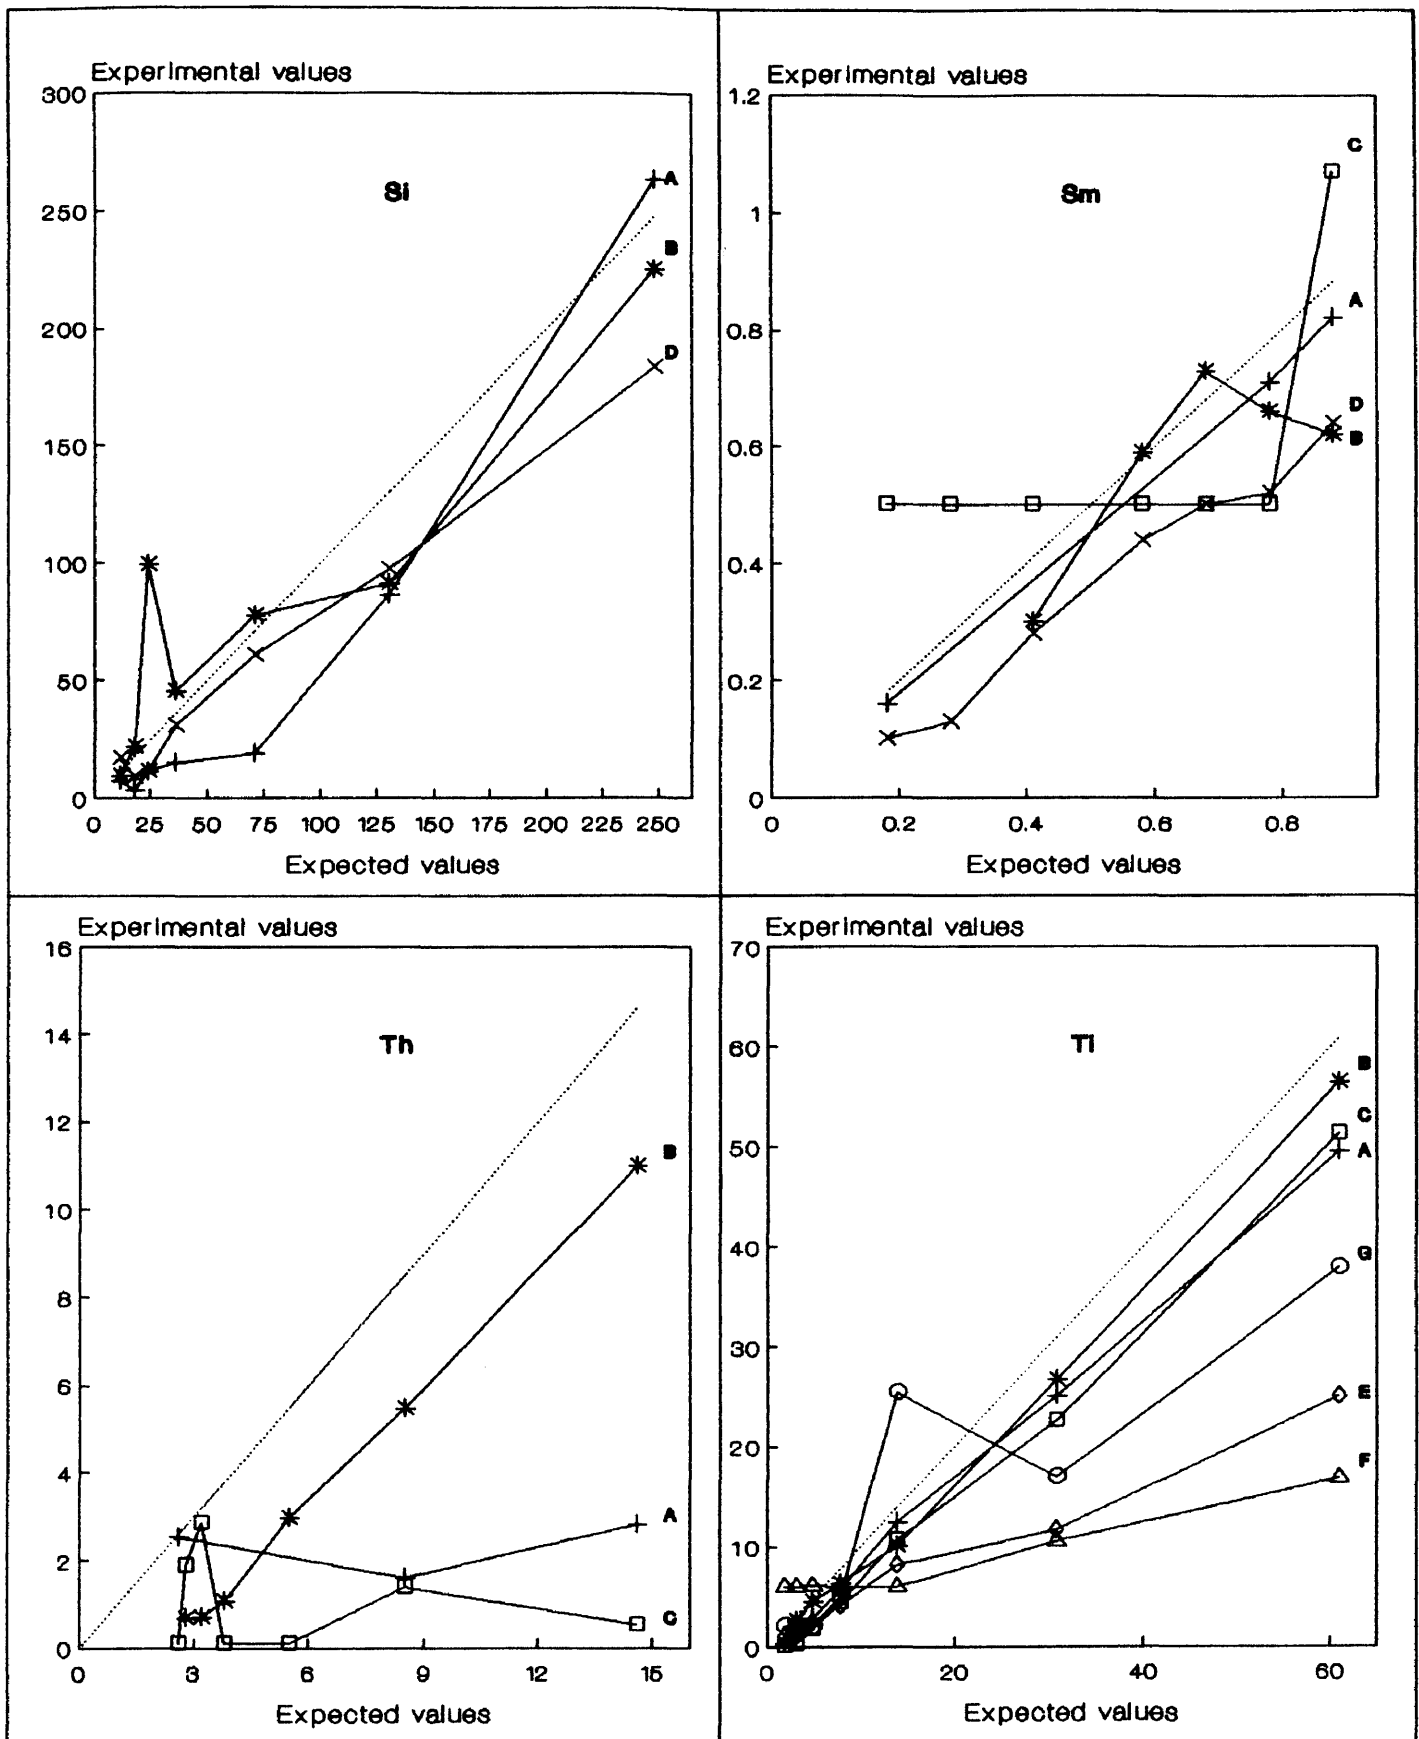 Experimental values
300
250
200
150
100
50
0
Si
A
B
D
0 25 50 75 100 125 150 175 200 225 250
Expected values
Experimental values
1.2
1
0.8
0.6
0.4
0.2
0
Sm
C
A
D
B
0 0.2 0.4 0.6 0.8
Expected values
Experimental values
16
14
12
10
8
6
4
2
0
Th
B
A
C
3 6 9 12 15
Expected values
Experimental values
70
60
50
40
30
20
10
0
Ti
B
C
A
G
E
F
0 20 40 60
Expected values